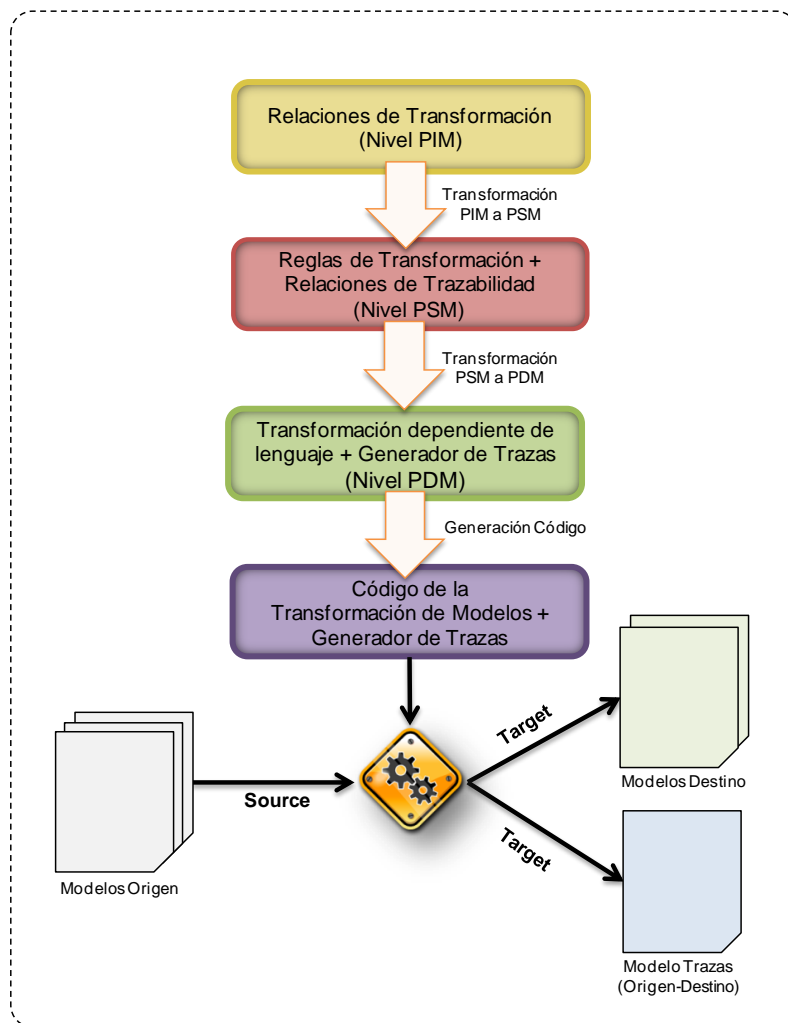 Relaciones de Transformación
(Nivel PIM)
Transformación
PIM a PSM
Reglas de Transformación +
Relaciones de Trazabilidad
(Nivel PSM)
Transformación
PSM a PDM
Transformación dependiente de
lenguaje + Generador de Trazas
(Nivel PDM)
Generación Código
Código de la
Transformación de Modelos +
Generador de Trazas
Source
Target
Target
Modelos Origen
Modelos Destino
Modelo Trazas
(Origen-Destino)